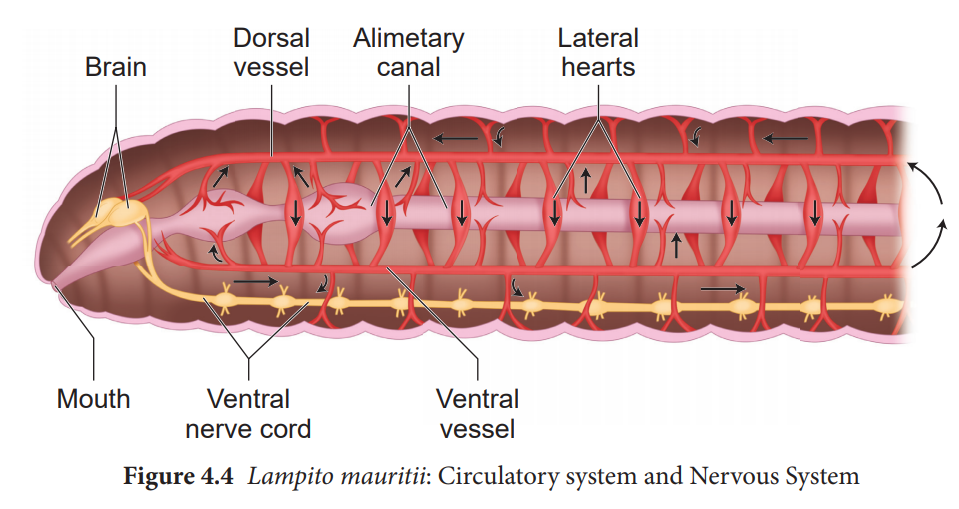 Brain
Dorsal
vessel
Alimetary
canal
Lateral
hearts
Mouth
Ventral
nerve cord
Ventral
vessel
Figure 4.4 Lampito mauritii: Circulatory system and Nervous System